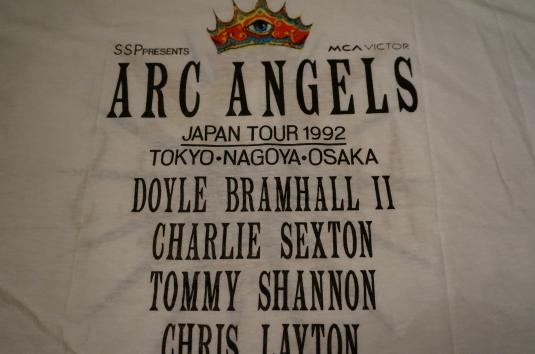 SSP PRESENTS MCA VICTOR
ARC ANGELS
JAPAN TOUR 1992
TOKYO•NAGOYA•OSAKA
DOYLE BRAMHALL II
CHARLIE SEXTON
TOMMY SHANNON
CHRIS LAYTON